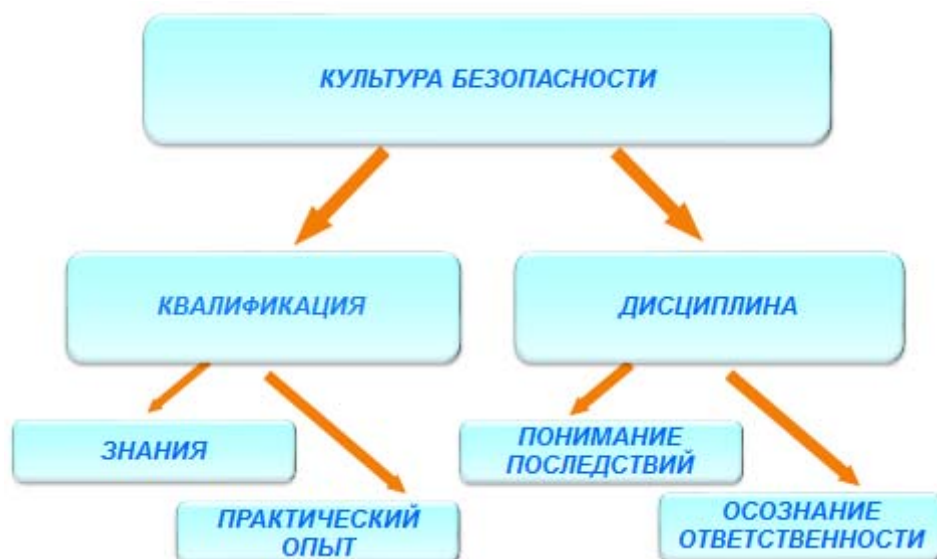 КУЛЬТУРА БЕЗОПАСНОСТИ
КВАЛИФИКАЦИЯ
ДИСЦИПЛИНА
ЗНАНИЯ
ПРАКТИЧЕСКИЙ
ОПЫТ
ПОНИМАНИЕ
ПОСЛЕДСТВИЙ
ОСОЗНАНИЕ
ОТВЕТСТВЕННОСТИ